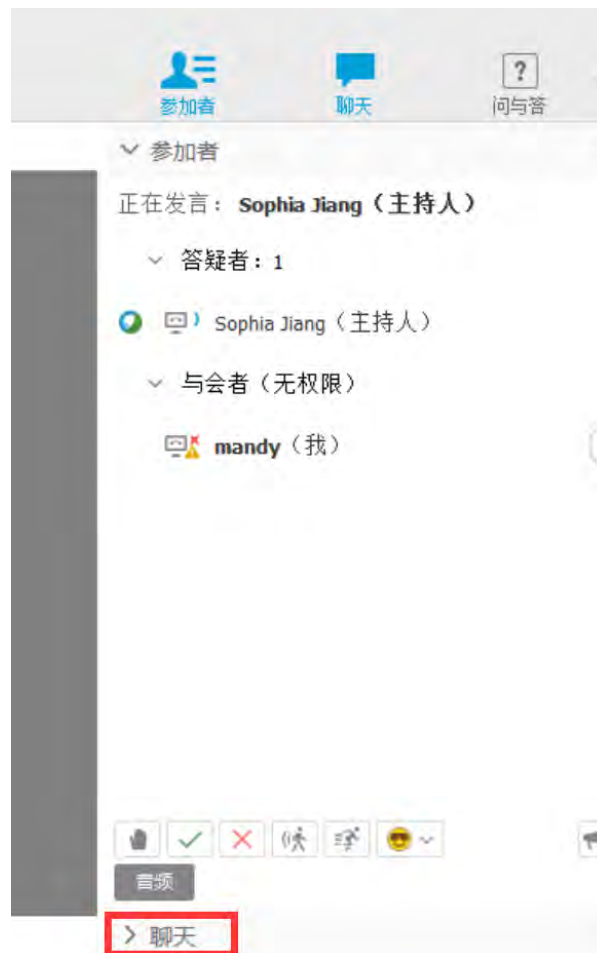 参加者 聊天 问与答
参加者
正在发言： Sophia Jiang（主持人）
答疑者：1
Sophia Jiang（主持人）
与会者（无权限）
mandy（我）
音频
聊天